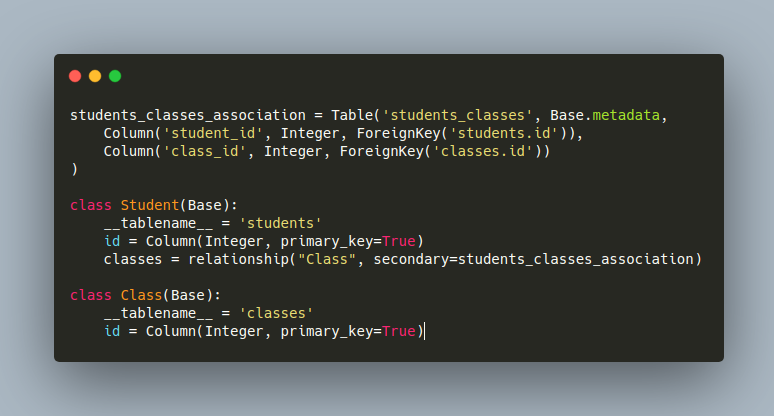 students_classes_association = Table('students_classes', Base.metadata,
    Column('student_id', Integer, ForeignKey('students.id')),
    Column('class_id', Integer, ForeignKey('classes.id'))
)
class Student(Base):
    __tablename__ = 'students'
    id = Column(Integer, primary_key=True)
    classes = relationship("Class", secondary=students_classes_association)
class Class(Base):
    __tablename__ = 'classes'
    id = Column(Integer, primary_key=True)